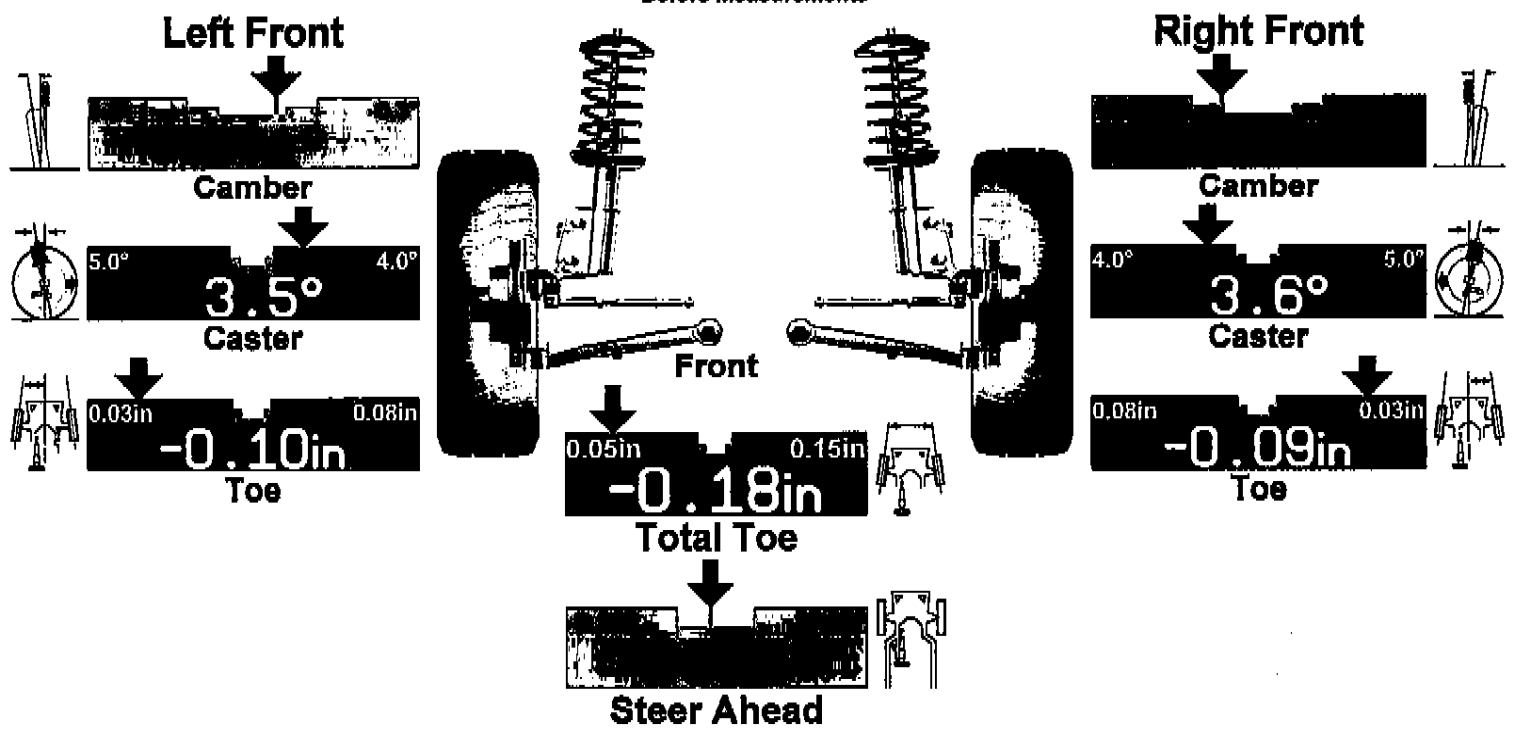 Left Front
Right Front
Camber
Camber
5.0°
4.0°
3.5°
Caster
4.0°
5.0°
3.6°
Caster
Front
0.03in
0.08in
-0.10in
Toe
0.05in
0.15in
-0.18in
Total Toe
0.08in
0.03in
-0.09in
Toe
Steer Ahead